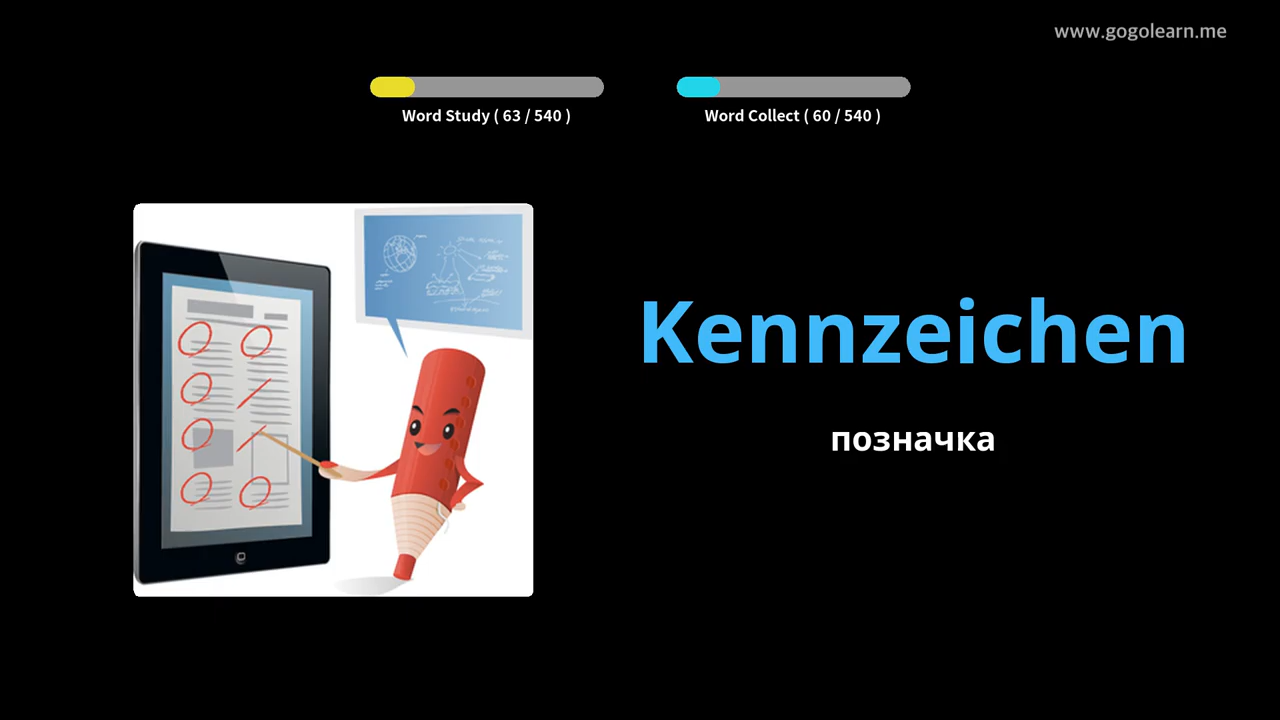 www.gogolearn.me
Word Study ( 63 / 540 )
Word Collect ( 60 / 540 )
Kennzeichen
позначка